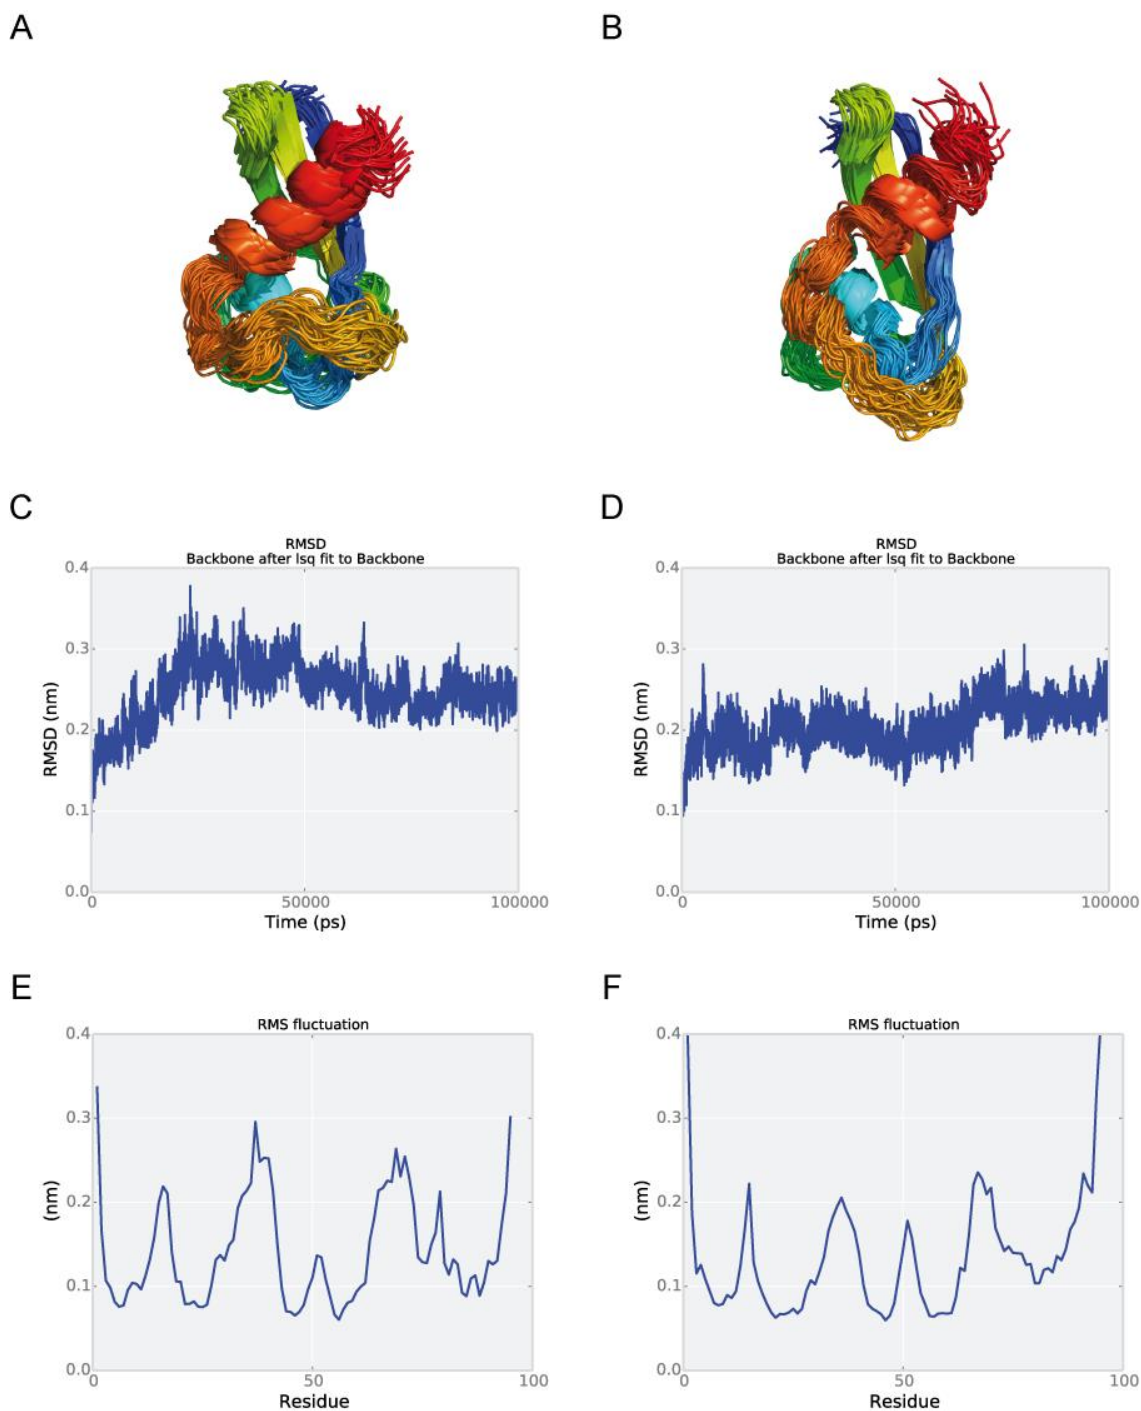 A
B
C
RMSD
Backbone after lsq fit to Backbone
0.4
0.3
0.2
0.1
0.0
RMSD (nm)
0
50000
100000
Time (ps)
D
RMSD
Backbone after lsq fit to Backbone
0.4
0.3
0.2
0.1
0.0
RMSD (nm)
0
50000
100000
Time (ps)
E
RMS fluctuation
0.4
0.3
0.2
0.1
0.0
(nm)
0
50
100
Residue
F
RMS fluctuation
0.4
0.3
0.2
0.1
0.0
(nm)
0
50
100
Residue